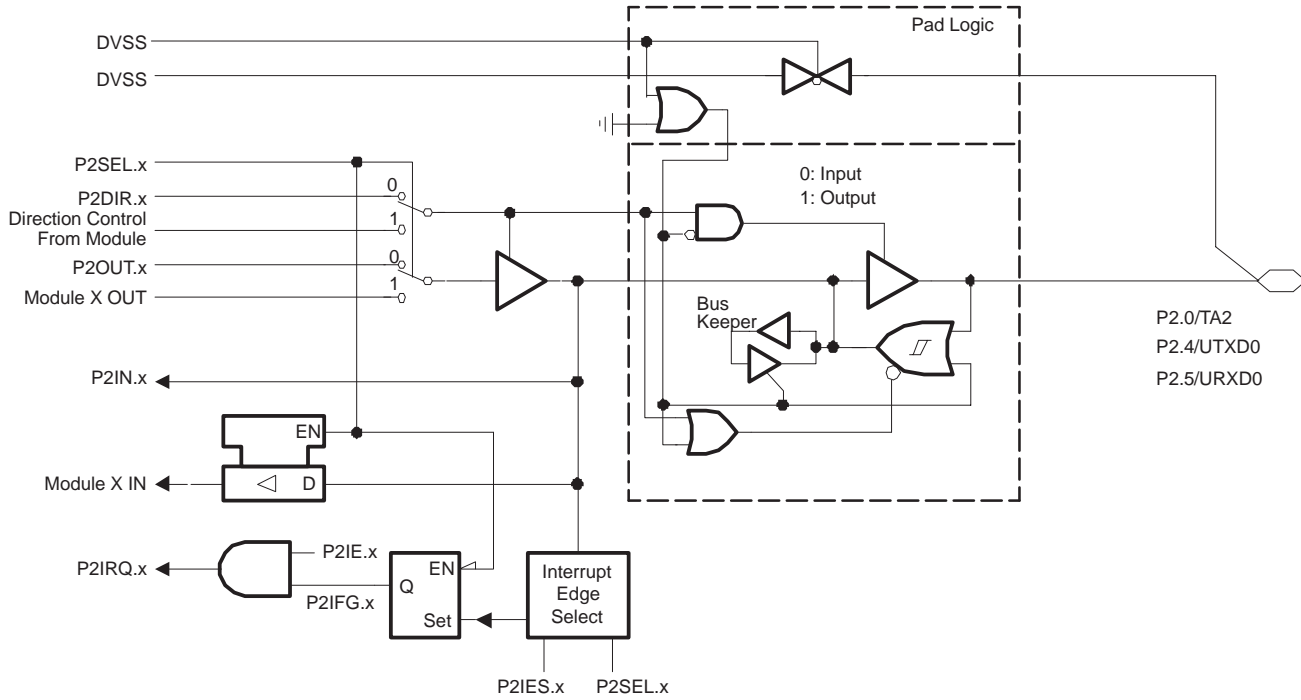 Pad Logic
DVSS
DVSS
P2SEL.x
0: Input
1: Output
0
P2DIR.x
Direction Control
From Module
1
0
P2OUT.x
1
Module X OUT
Bus
Keeper
P2.0/TA2
P2.4/UTXD0
P2.5/URXD0
P2IN.x
EN
Module X IN
D
P2IE.x
P2IRQ.x
EN
Q
P2IFG.x
Set
Interrupt
Edge
Select
P2IES.x
P2SEL.x